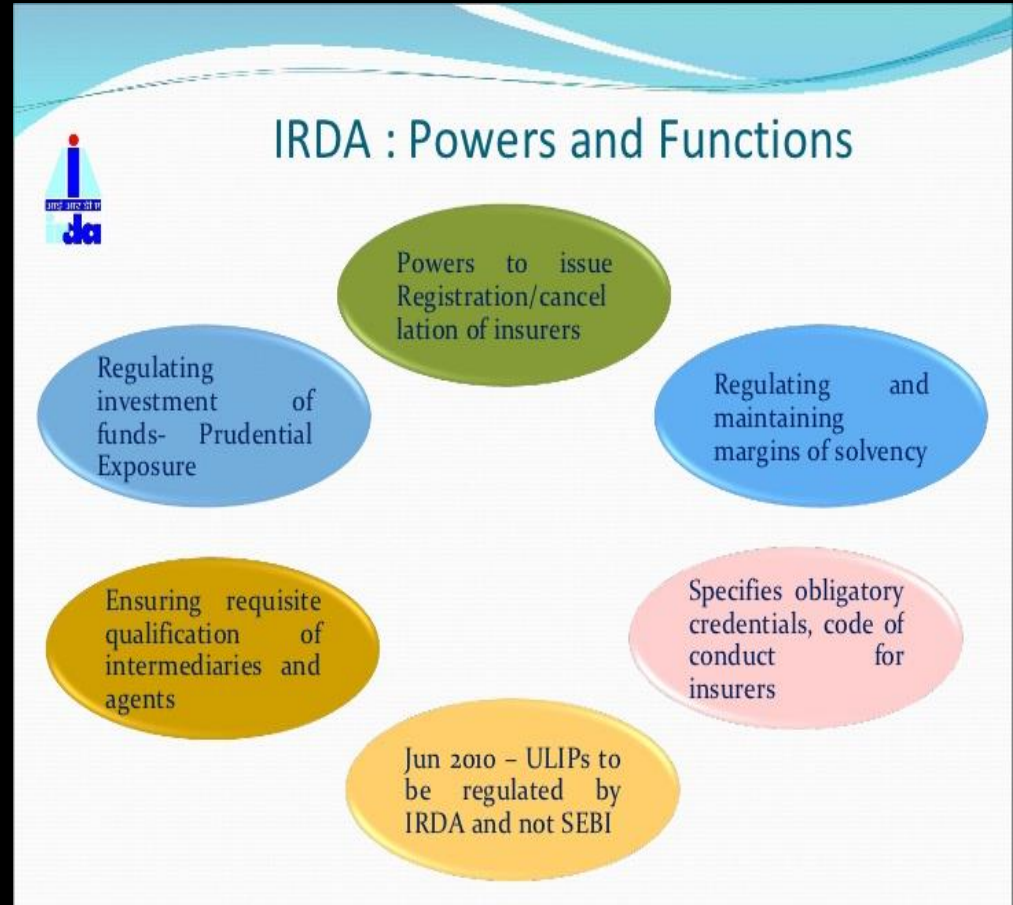 IRDA : Powers and Functions
आई आर डी ए
irda
Powers to issue
Registration/cancel
lation of insurers
Regulating
investment of
funds- Prudential
Exposure
Regulating and
maintaining
margins of solvency
Ensuring requisite
qualification of
intermediaries and
agents
Specifies obligatory
credentials, code of
conduct for
insurers
Jun 2010 – ULIPs to
be regulated by
IRDA and not SEBI